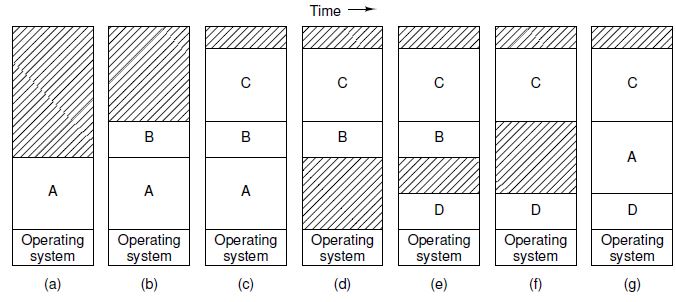 Time
C
C
C
C
C
B
B
B
B
A
A
A
A
D
D
D
Operating
system
Operating
system
Operating
system
Operating
system
Operating
system
Operating
system
Operating
system
(a)
(b)
(c)
(d)
(e)
(f)
(g)